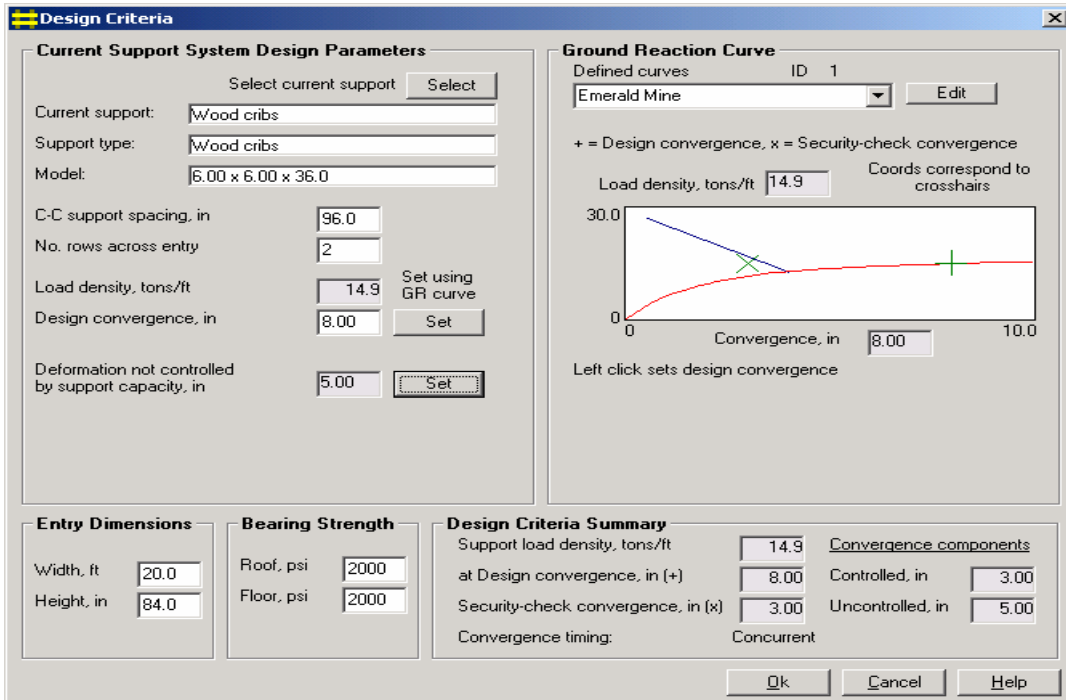 Design Criteria
Current Support System Design Parameters
Select current support Select
Current support: Wood cribs
Support type: Wood cribs
Model: 6.00 x 6.00 x 36.0
C-C support spacing, in 96.0
No. rows across entry 2
Load density, tons/ft 14.9 Set using
GR curve
Design convergence, in 8.00 Set
Deformation not controlled
by support capacity, in 5.00 Set
Ground Reaction Curve
Defined curves ID 1
Emerald Mine Edit
+ = Design convergence, x = Security-check convergence
Load density, tons/ft 14.9 Coords correspond to
crosshairs
30.0
0
0 10.0
Convergence, in 8.00
Left click sets design convergence
Entry Dimensions
Width, ft 20.0
Height, in 84.0
Bearing Strength
Roof, psi 2000
Floor, psi 2000
Design Criteria Summary
Support load density, tons/ft 14.9 Convergence components
at Design convergence, in (+) 8.00 Controlled, in 3.00
Security-check convergence, in (x) 3.00 Uncontrolled, in 5.00
Convergence timing: Concurrent
Ok Cancel Help